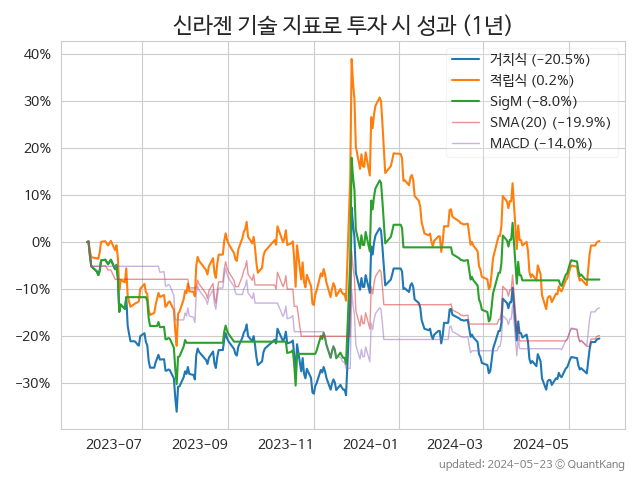 신라젠 기술 지표로 투자 시 성과 (1년)
거치식 (−20.5%)
적립식 (0.2%)
SigM (−8.0%)
SMA(20) (−19.9%)
MACD (−14.0%)
40%
30%
20%
10%
0%
−10%
−20%
−30%
2023−07 2023−09 2023−11 2024−01 2024−03 2024−05
updated: 2024-05-23 ⓒ QuantKang